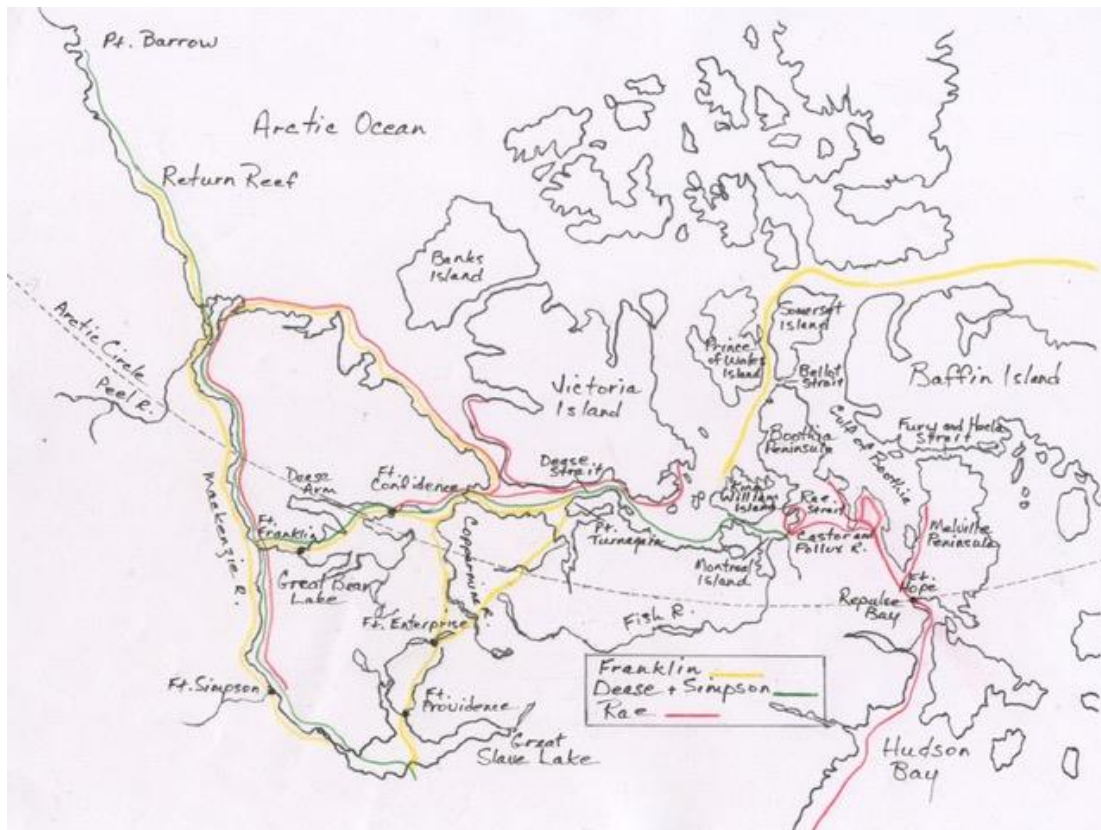 Pt. Barrow
Arctic Ocean
Return Reef
Banks
Island
Somerset
Island
Prince
of Wales
Island
Bellot
Strait
Baffin Island
Arctic Circle
Peel R.
Victoria
Island
Gulf of Boothia
Fury and Hecla
Strait
Boothia
Peninsula
Dease
Strait
Ft.
Confidence
Dease
Arm
Mackenzie R.
King
William
Island
Rae
Strait
Melville
Peninsula
Ft.
Franklin
Pt.
Turnagain
Castor and
Pollux R.
Coppermine R.
Montreal
Island
Great Bear
Lake
Ft.
Hope
Repulse
Bay
Fish R.
Ft. Enterprise
Ft. Simpson
Ft.
Providence
Franklin
Dease + Simpson
Rae
Great
Slave Lake
Hudson
Bay